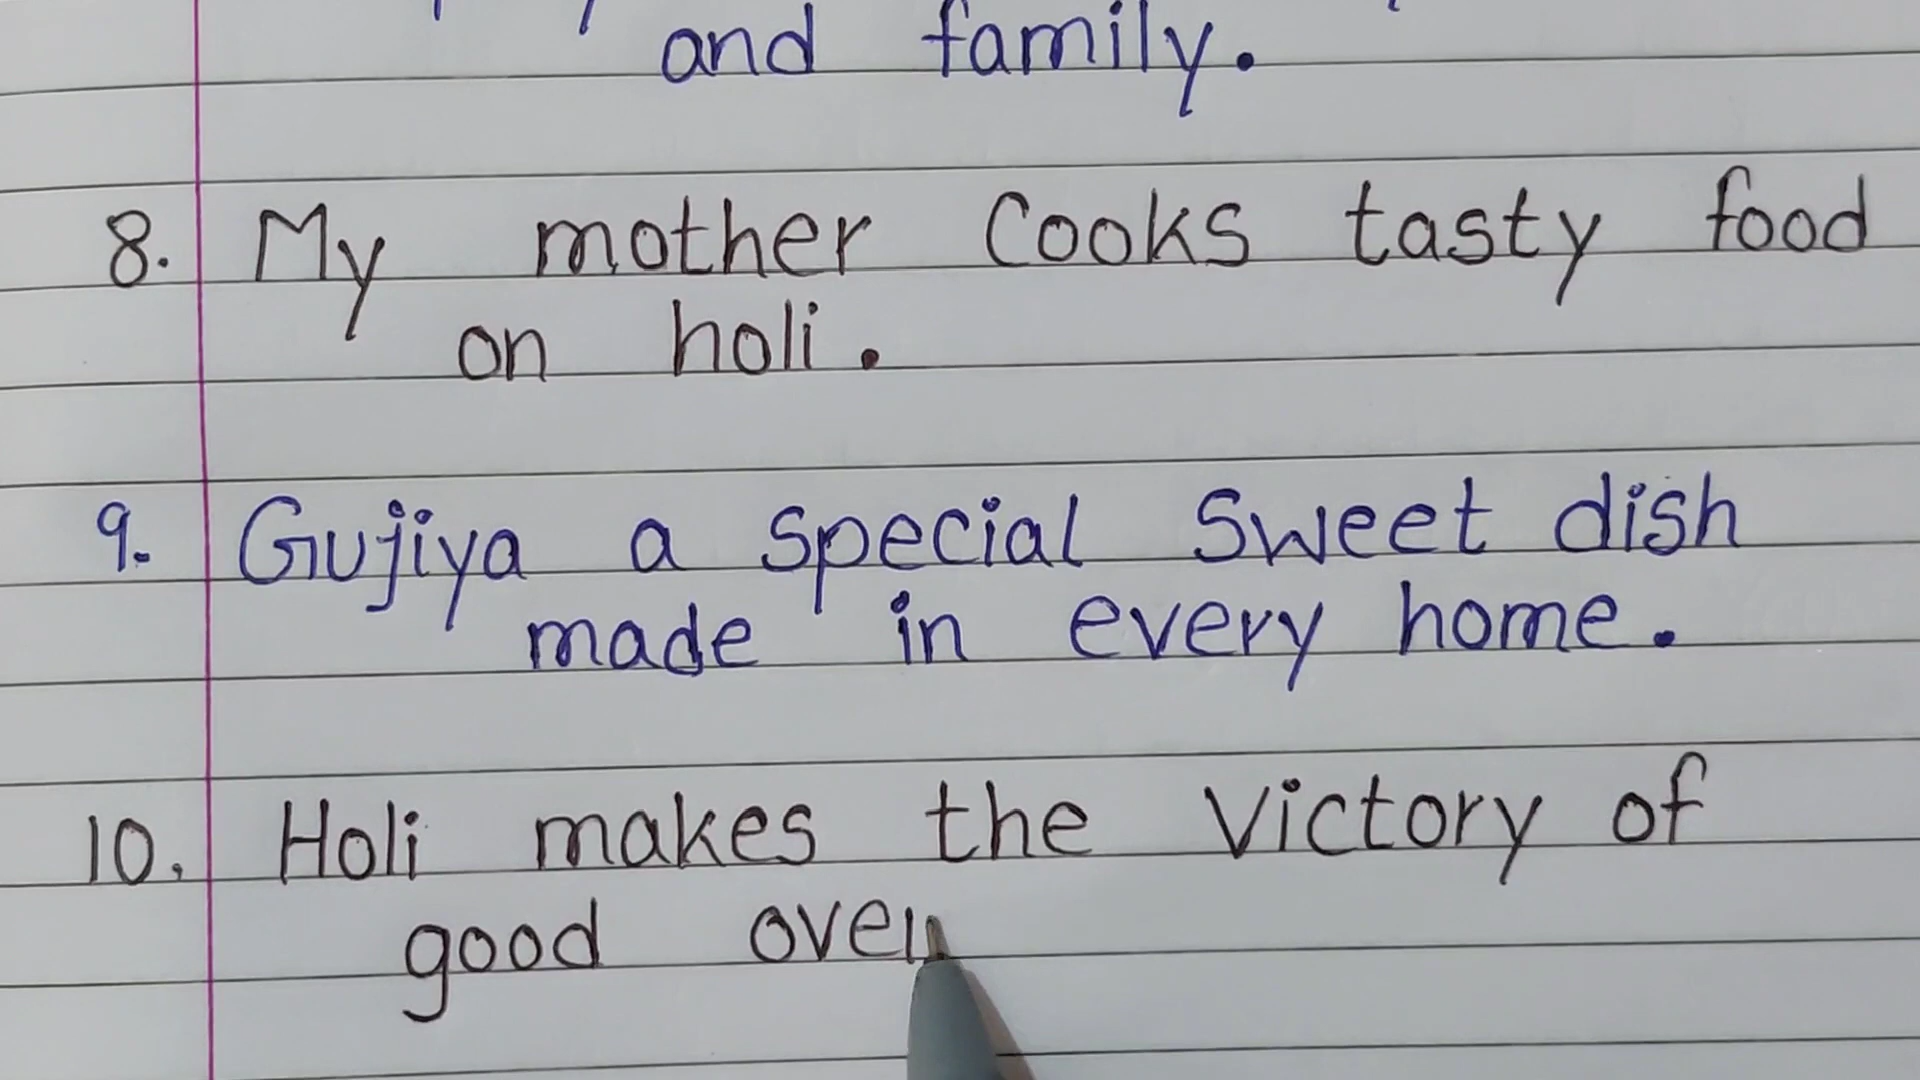 and family.
8. My mother Cooks tasty food
on holi.
9. Gujiya a special Sweet dish
made in every home.
10. Holi makes the Victory of
good over